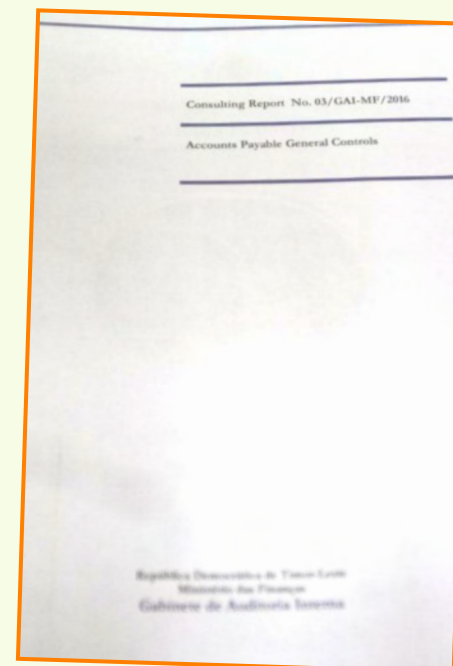 Consulting Report No. 03/GAI-MF/2016
Accounts Payable General Controls
República Democrática de Timor-Leste
Ministério das Finanças
Gabinete de Auditoria Interna